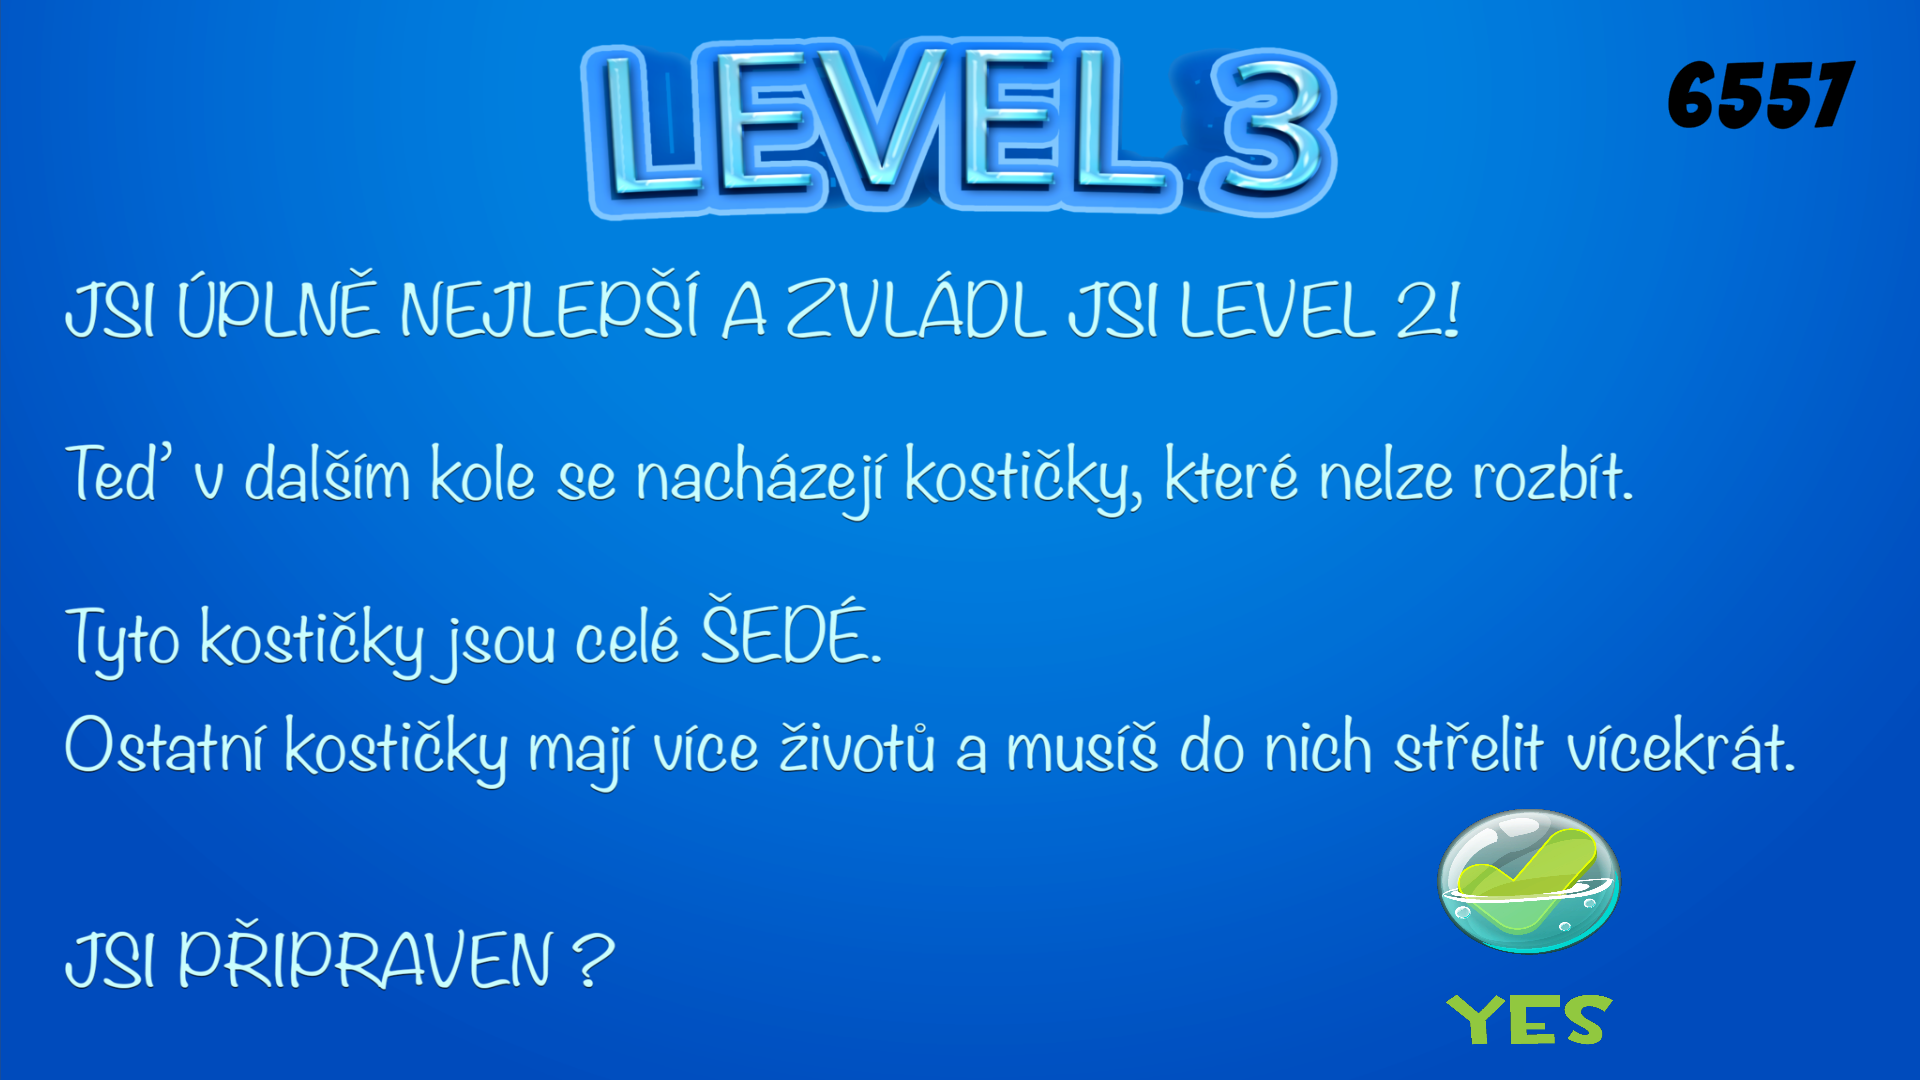 LEVEL 3
6557
JSI ÚPLNĚ NEJLEPŠÍ A ZVLÁDL JSI LEVEL 2!
Teď v dalším kole se nacházejí kostičky, které nelze rozbít.
Tyto kostičky jsou celé ŠEDÉ.
Ostatní kostičky mají více životů a musíš do nich střelit vícekrát.
JSI PŘIPRAVEN ?
YES